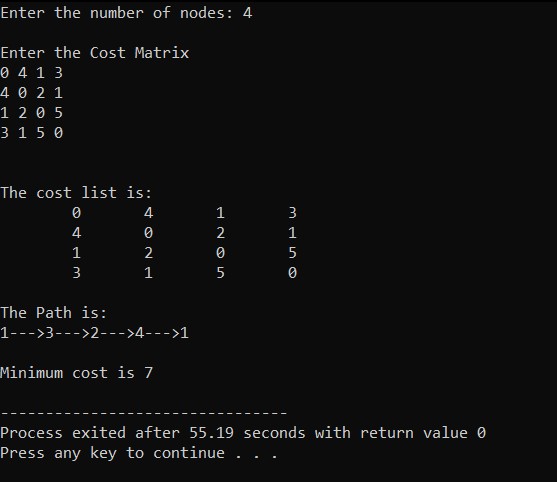 Enter the number of nodes: 4
Enter the Cost Matrix
0 4 1 3
4 0 2 1
1 2 0 5
3 1 5 0
The cost list is:
0 4 1 3
4 0 2 1
1 2 0 5
3 1 5 0
The Path is:
1--->3--->2--->4--->1
Minimum cost is 7
--------------------------------
Process exited after 55.19 seconds with return value 0
Press any key to continue . . .